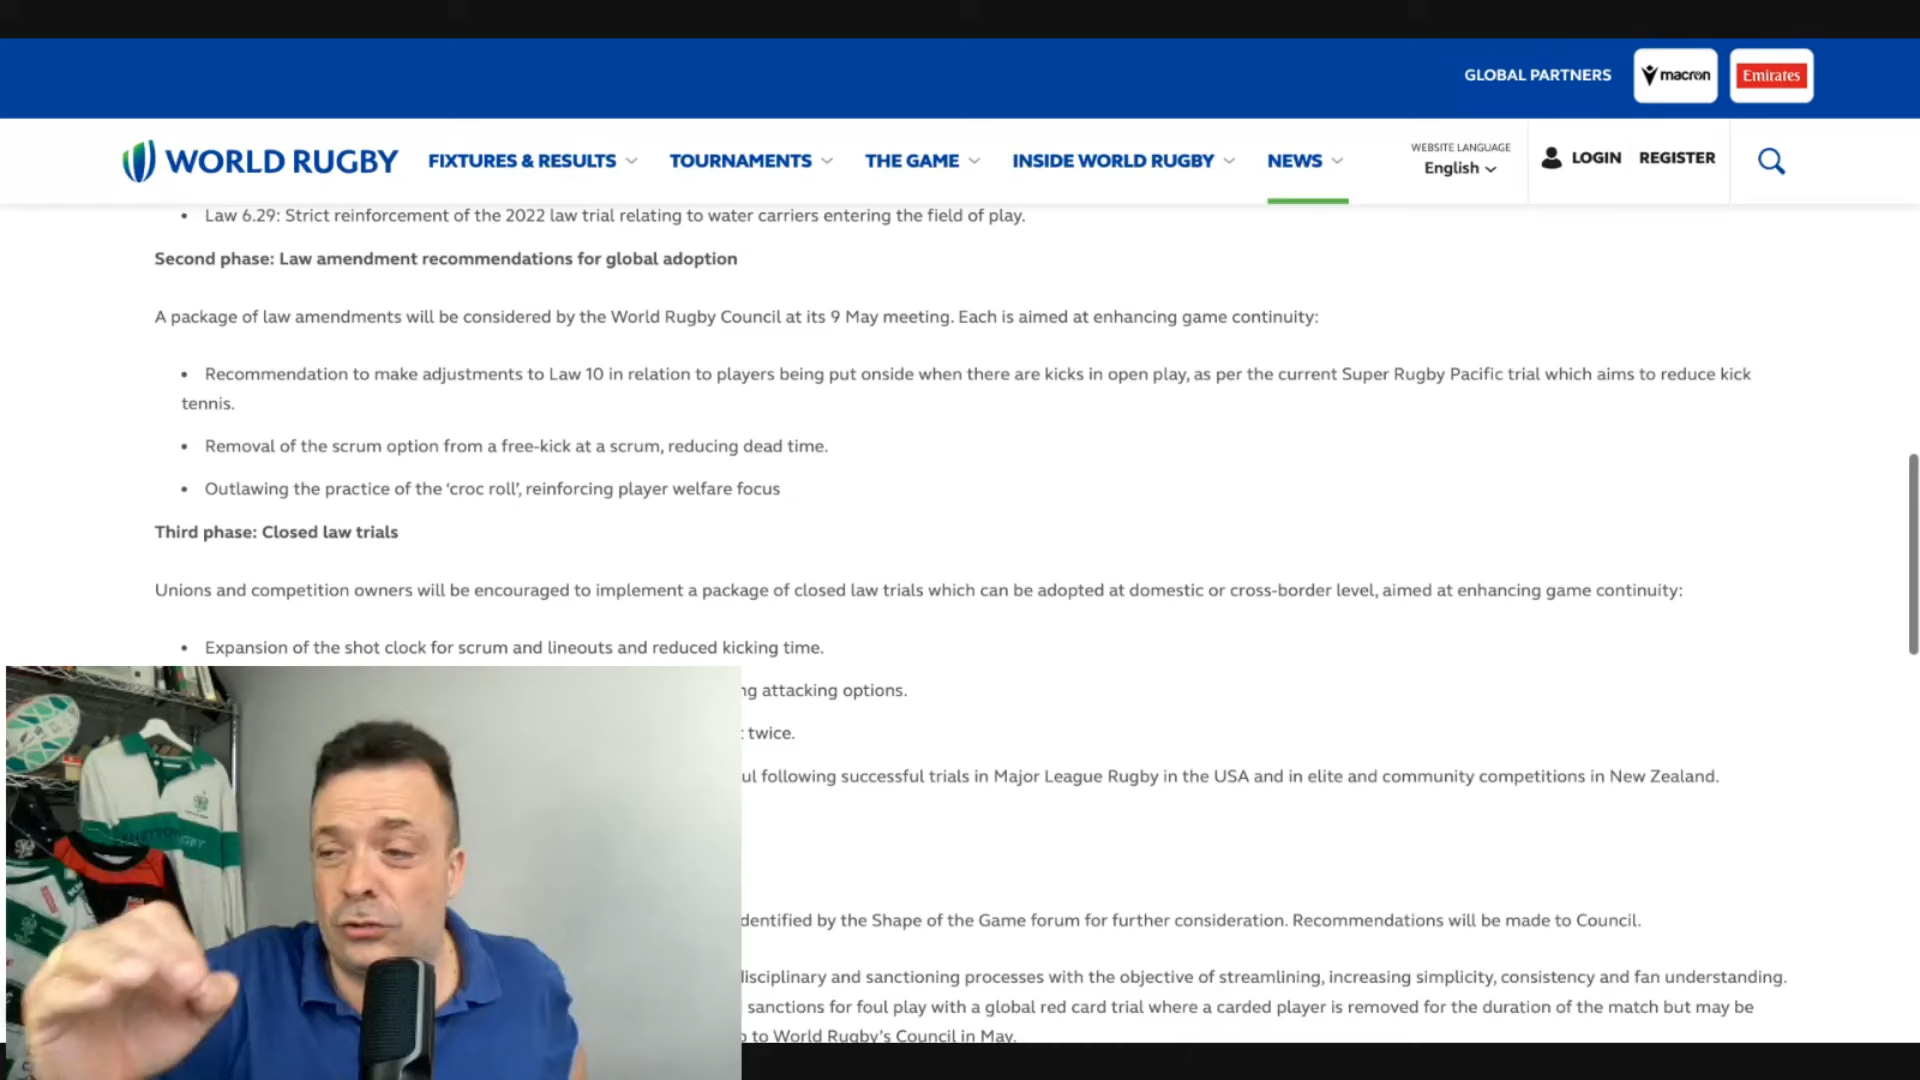 GLOBAL PARTNERS
macron
Emirates
WORLD RUGBY
FIXTURES & RESULTS
TOURNAMENTS
THE GAME
INSIDE WORLD RUGBY
NEWS
WEBSITE LANGUAGE
English
LOGIN
REGISTER
• Law 6.29: Strict reinforcement of the 2022 law trial relating to water carriers entering the field of play.
Second phase: Law amendment recommendations for global adoption
A package of law amendments will be considered by the World Rugby Council at its 9 May meeting. Each is aimed at enhancing game continuity:
• Recommendation to make adjustments to Law 10 in relation to players being put onside when there are kicks in open play, as per the current Super Rugby Pacific trial which aims to reduce kick
tennis.
• Removal of the scrum option from a free-kick at a scrum, reducing dead time.
• Outlawing the practice of the ‘croc roll’, reinforcing player welfare focus
Third phase: Closed law trials
Unions and competition owners will be encouraged to implement a package of closed law trials which can be adopted at domestic or cross-border level, aimed at enhancing game continuity:
• Expansion of the shot clock for scrum and lineouts and reduced kicking time.
ng attacking options.
twice.
ul following successful trials in Major League Rugby in the USA and in elite and community competitions in New Zealand.
dentified by the Shape of the Game forum for further consideration. Recommendations will be made to Council.
disciplinary and sanctioning processes with the objective of streamlining, increasing simplicity, consistency and fan understanding.
sanctions for foul play with a global red card trial where a carded player is removed for the duration of the match but may be
to World Rugby’s Council in May.